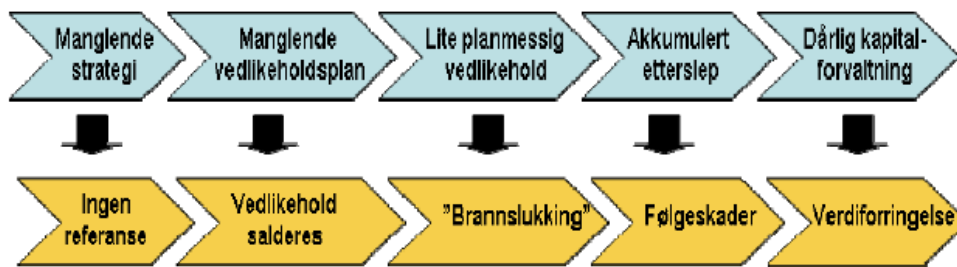 Manglende
strategi
Manglende
vedlikeholdsplan
Lite planmessig
vedlikehold
Akkumulert
etterslep
Dårlig kapital-
forvaltning
Ingen
referanse
Vedlikehold
salderes
"Brannslukking"
Følgeskader
Verdiforringelse